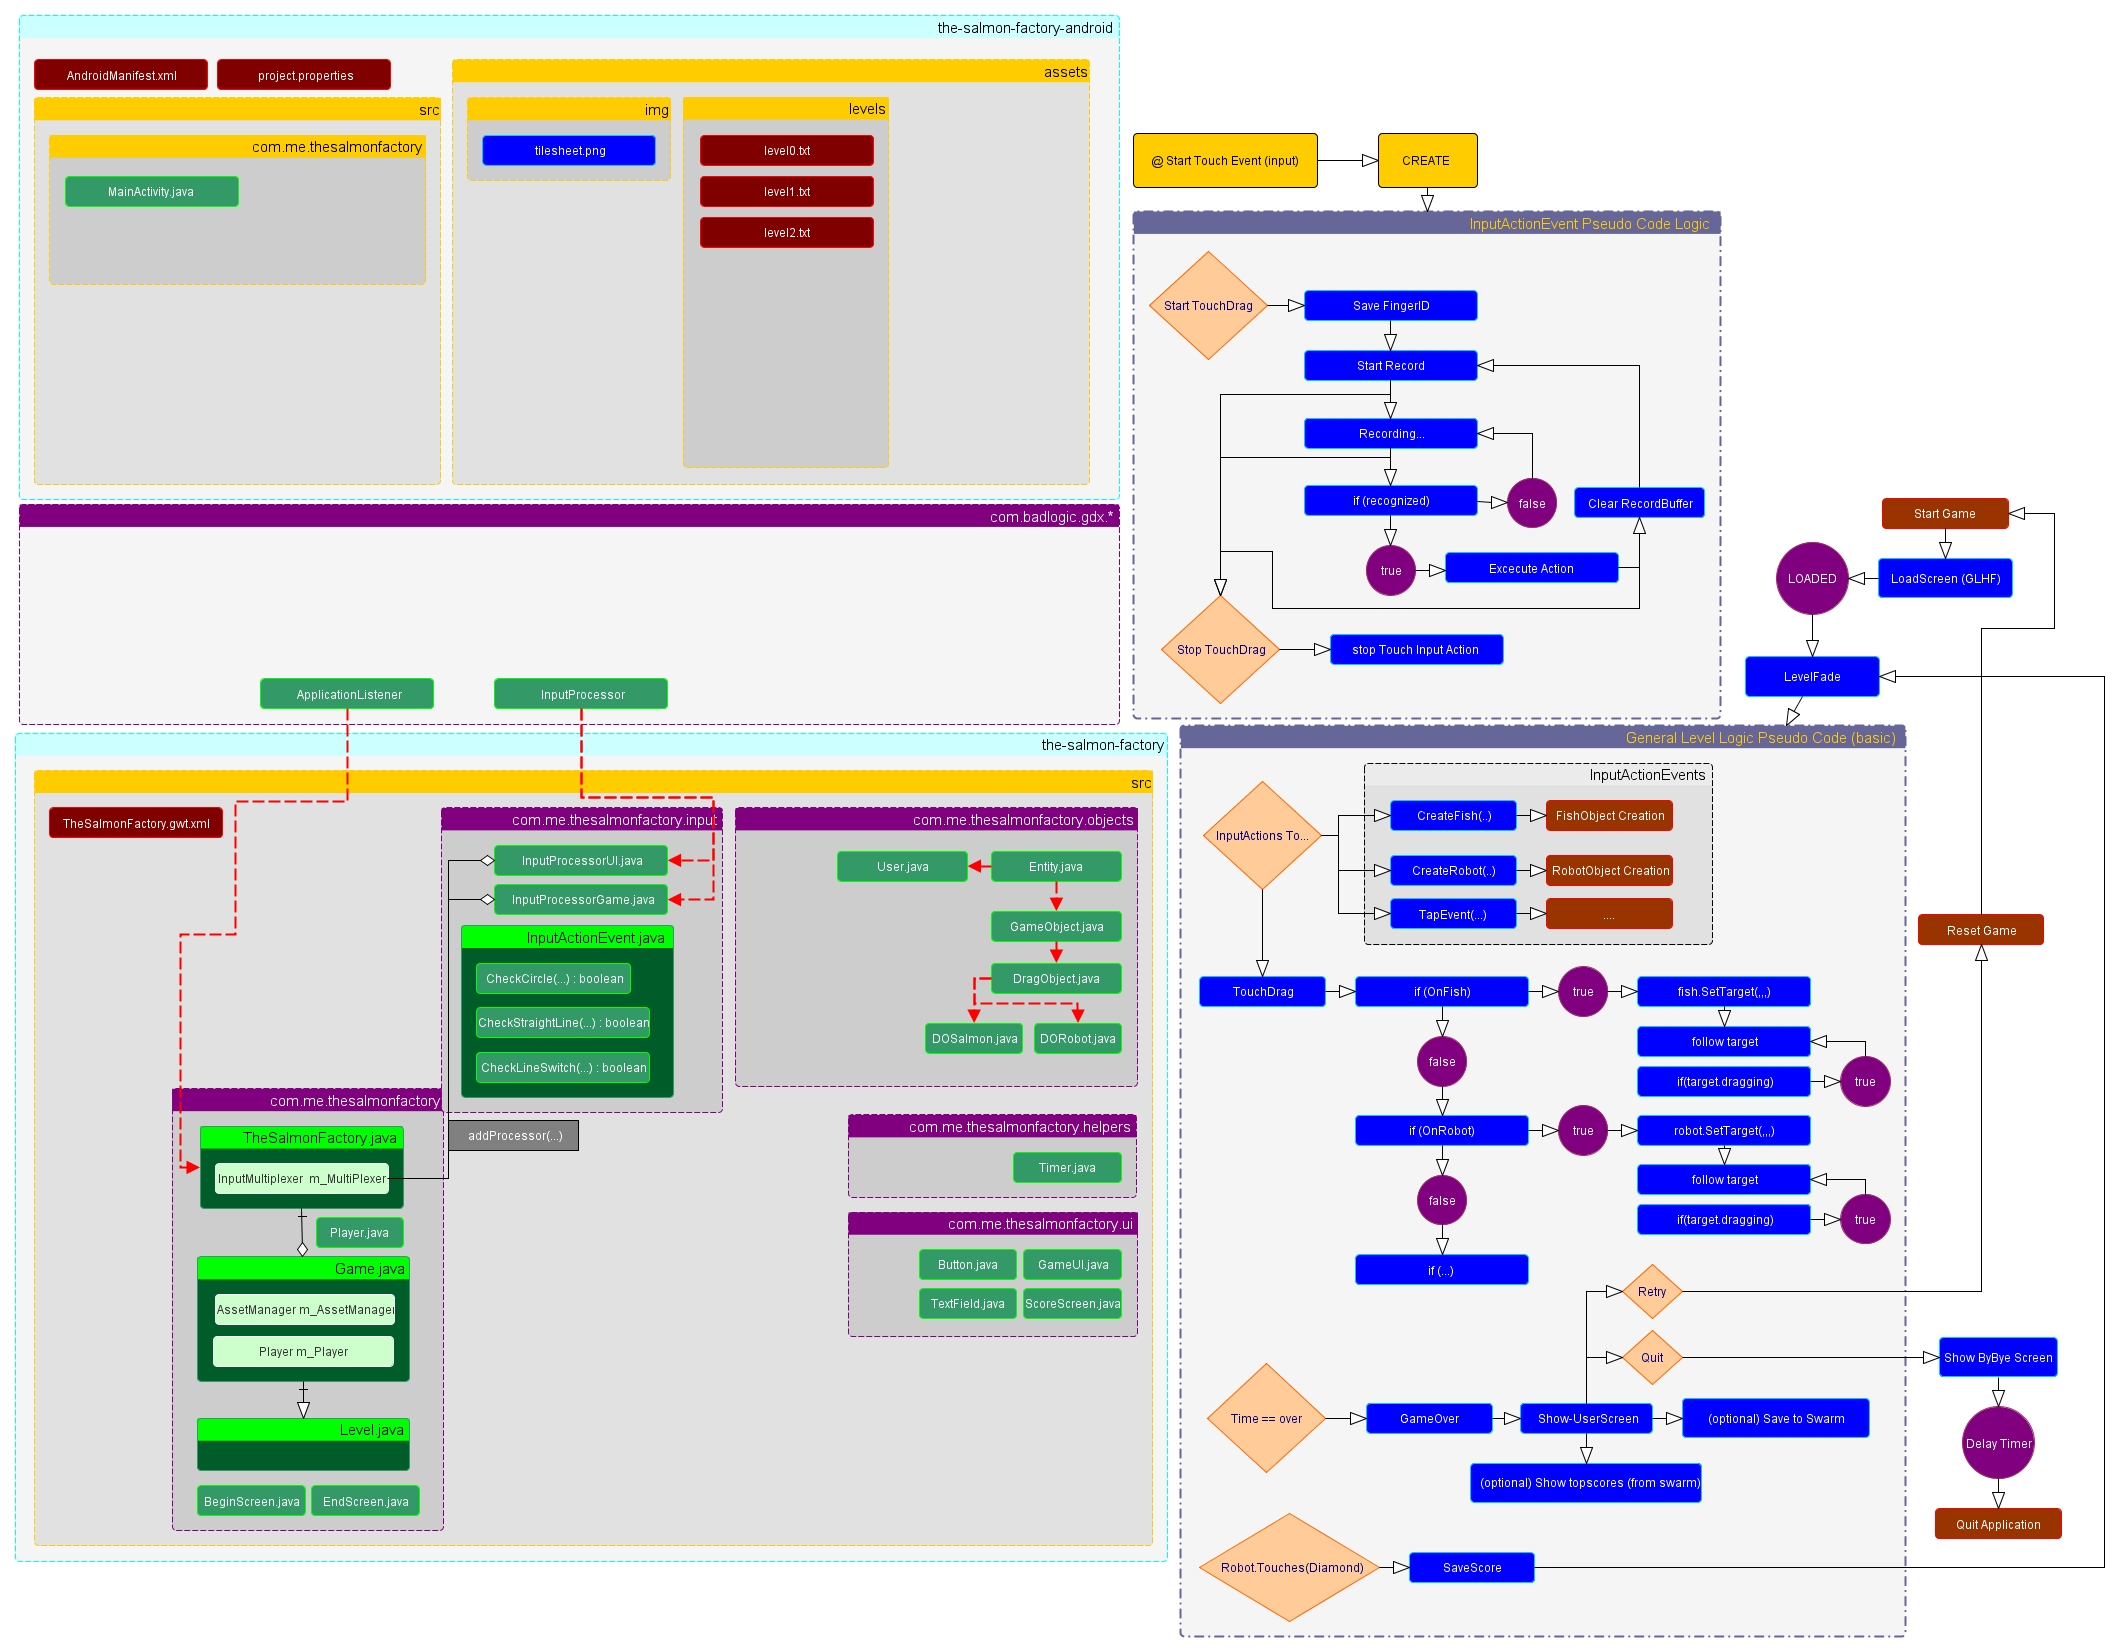 the-salmon-factory-android
AndroidManifest.xml
project.properties
src
com.me.thesalmonfactory
MainActivity.java
assets
img
tilesheet.png
levels
level0.txt
level1.txt
level2.txt
com.badlogic.gdx.*
ApplicationListener
InputProcessor
the-salmon-factory
src
TheSalmonFactory.gwt.xml
com.me.thesalmonfactory.input
InputProcessorUI.java
InputProcessorGame.java
InputActionEvent.java
CheckCircle(...) : boolean
CheckStraightLine(...) : boolean
CheckLineSwitch(...) : boolean
com.me.thesalmonfactory.objects
User.java
Entity.java
GameObject.java
DragObject.java
DOSalmon.java
DORobot.java
com.me.thesalmonfactory
TheSalmonFactory.java
InputMultiplexer m_MultiPlexer
addProcessor(...)
Player.java
Game.java
AssetManager m_AssetManager
Player m_Player
Level.java
BeginScreen.java
EndScreen.java
com.me.thesalmonfactory.helpers
Timer.java
com.me.thesalmonfactory.ui
Button.java
GameUI.java
TextField.java
ScoreScreen.java
@ Start Touch Event (input)
CREATE
InputActionEvent Pseudo Code Logic
Start TouchDrag
Save FingerID
Start Record
Recording...
if (recognized)
false
Clear RecordBuffer
true
Excecute Action
Stop TouchDrag
stop Touch Input Action
Start Game
LoadScreen (GLHF)
LOADED
LevelFade
General Level Logic Pseudo Code (basic)
InputActionEvents
InputActions To...
CreateFish(..)
FishObject Creation
CreateRobot(..)
RobotObject Creation
TapEvent(...)
....
Reset Game
TouchDrag
if (OnFish)
true
fish.SetTarget(,,,)
follow target
if(target.dragging)
true
false
if (OnRobot)
true
robot.SetTarget(,,,)
follow target
if(target.dragging)
true
false
if (...)
Retry
Quit
Show ByBye Screen
Time == over
GameOver
Show-UserScreen
(optional) Save to Swarm
(optional) Show topscores (from swarm)
Delay Timer
Quit Application
Robot.Touches(Diamond)
SaveScore